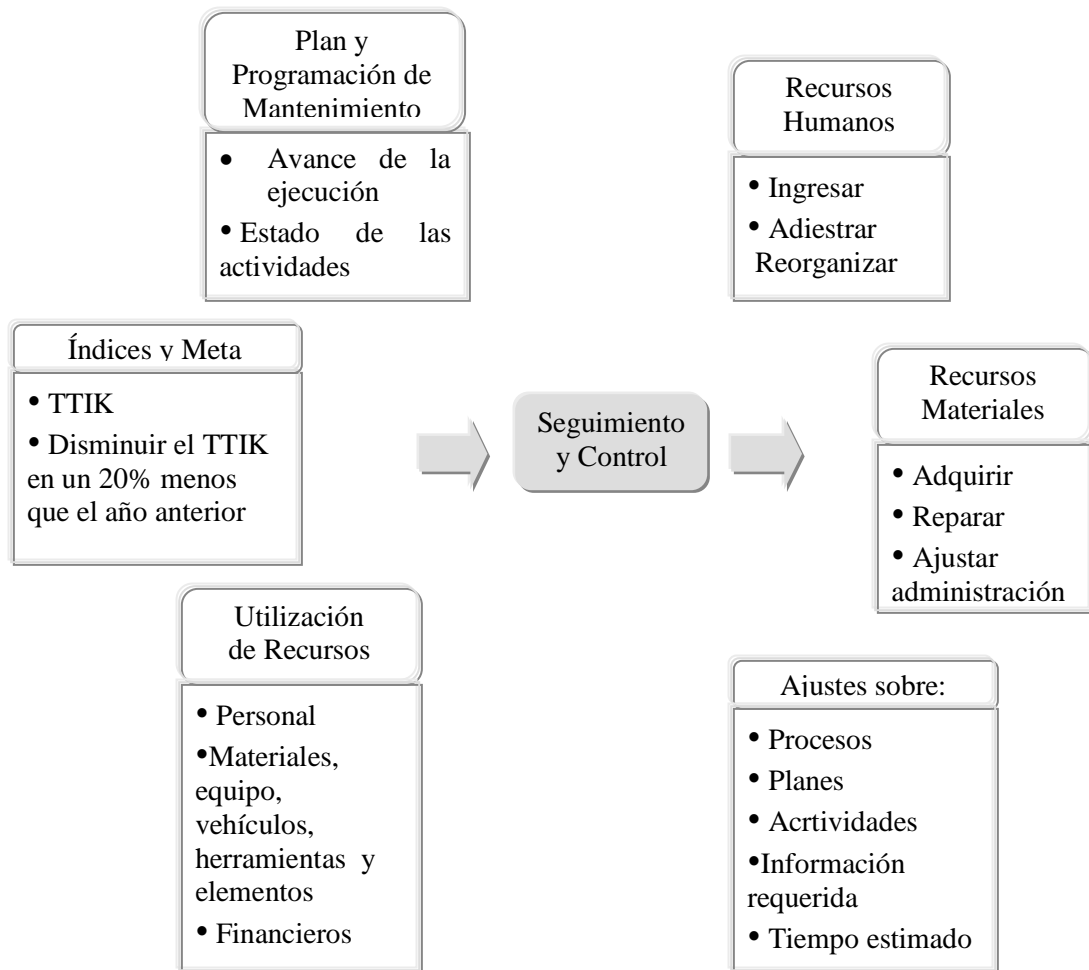 Plan y
Programación de
Mantenimiento
• Avance de la
ejecución
• Estado de las
actividades
Índices y Meta
• TTIK
• Disminuir el TTIK
en un 20% menos
que el año anterior
Utilización
de Recursos
• Personal
•Materiales,
equipo,
vehículos,
herramientas y
elementos
• Financieros
Seguimiento
y Control
Recursos
Humanos
• Ingresar
• Adiestrar
Reorganizar
Recursos
Materiales
• Adquirir
• Reparar
• Ajustar
administración
Ajustes sobre:
• Procesos
• Planes
• Acrtividades
•Información
requerida
• Tiempo estimado